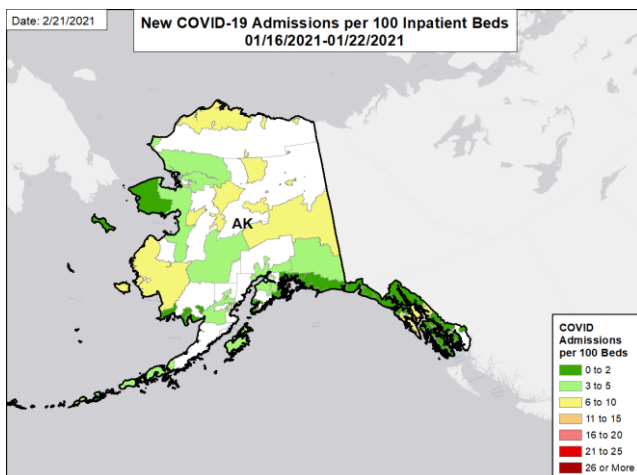 Date: 2/21/2021
New COVID-19 Admissions per 100 Inpatient Beds
01/16/2021-01/22/2021
AK
COVID
Admissions
per 100 Beds
0 to 2
3 to 5
6 to 10
11 to 15
16 to 20
21 to 25
26 or More